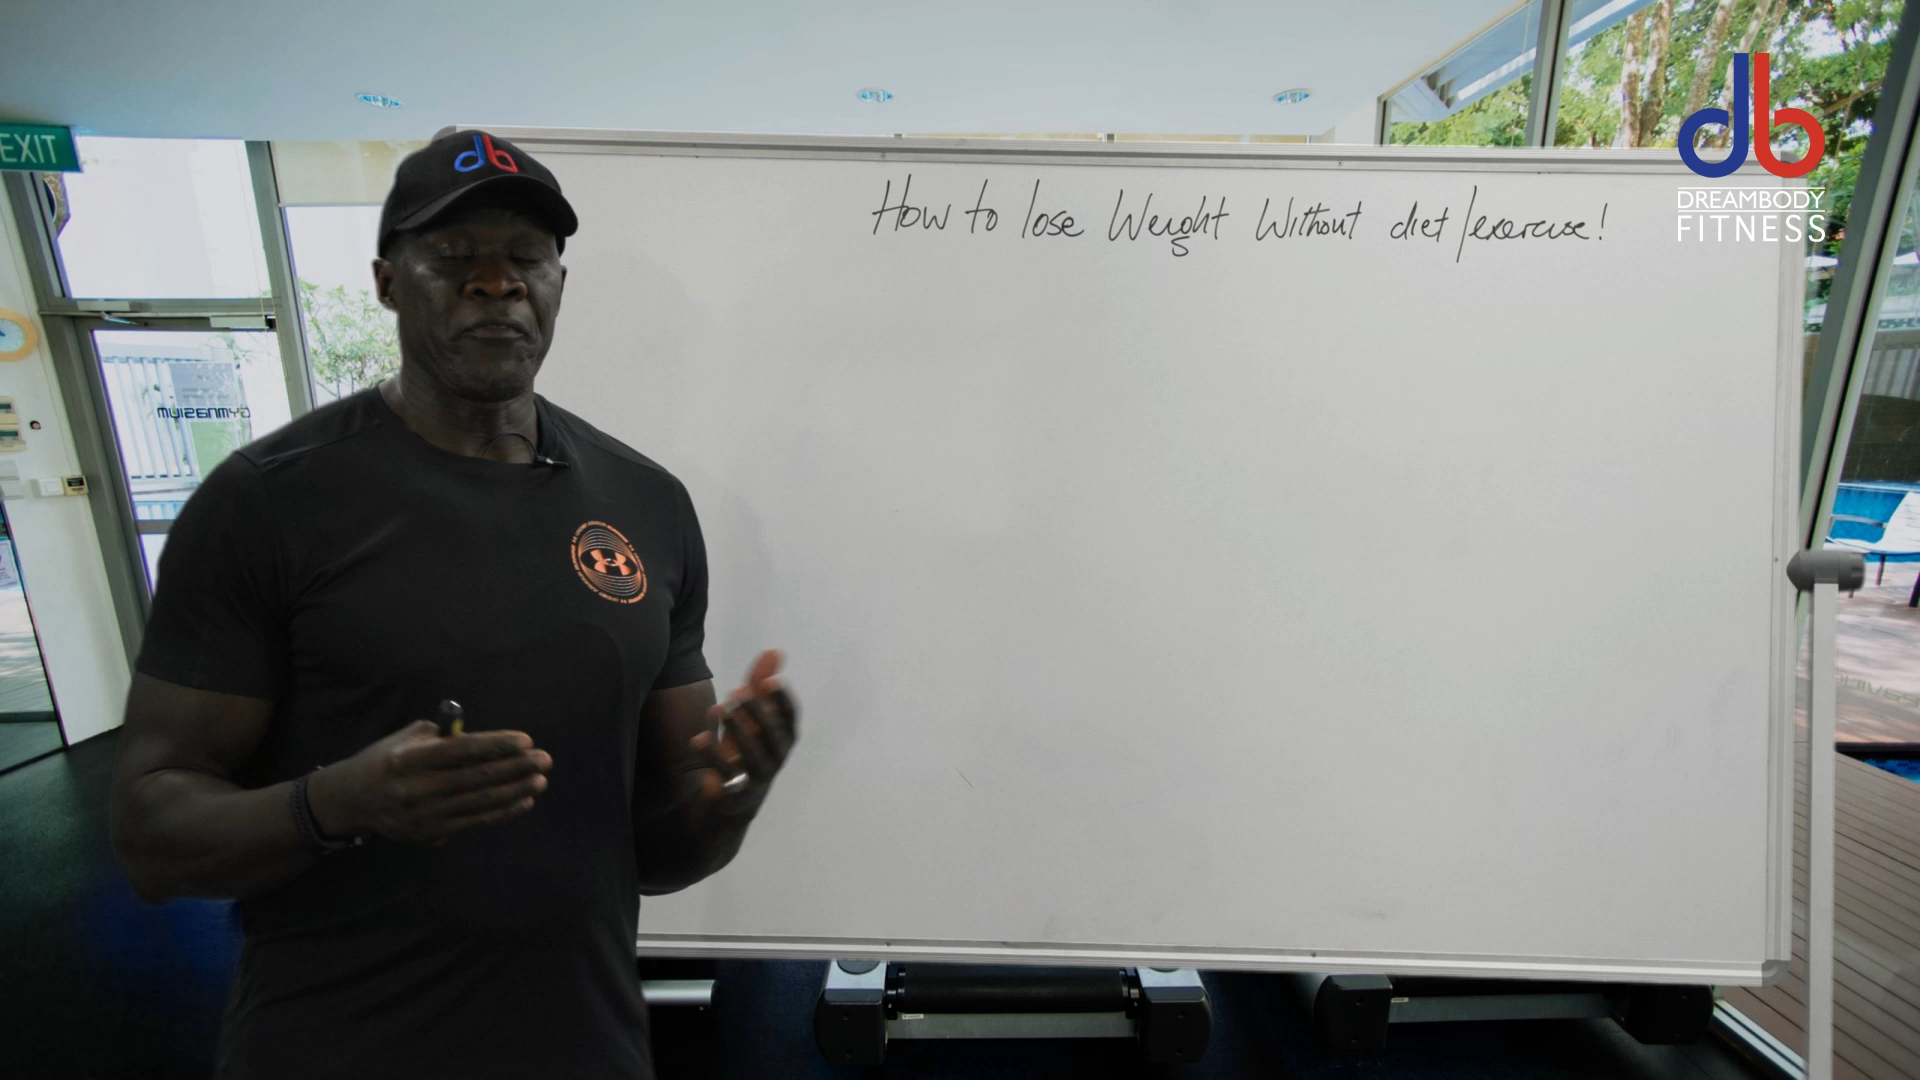 EXIT
db
How to lose Weight Without diet/exercise!
DREAMBODY
FITNESS
db
GYMNASIUM